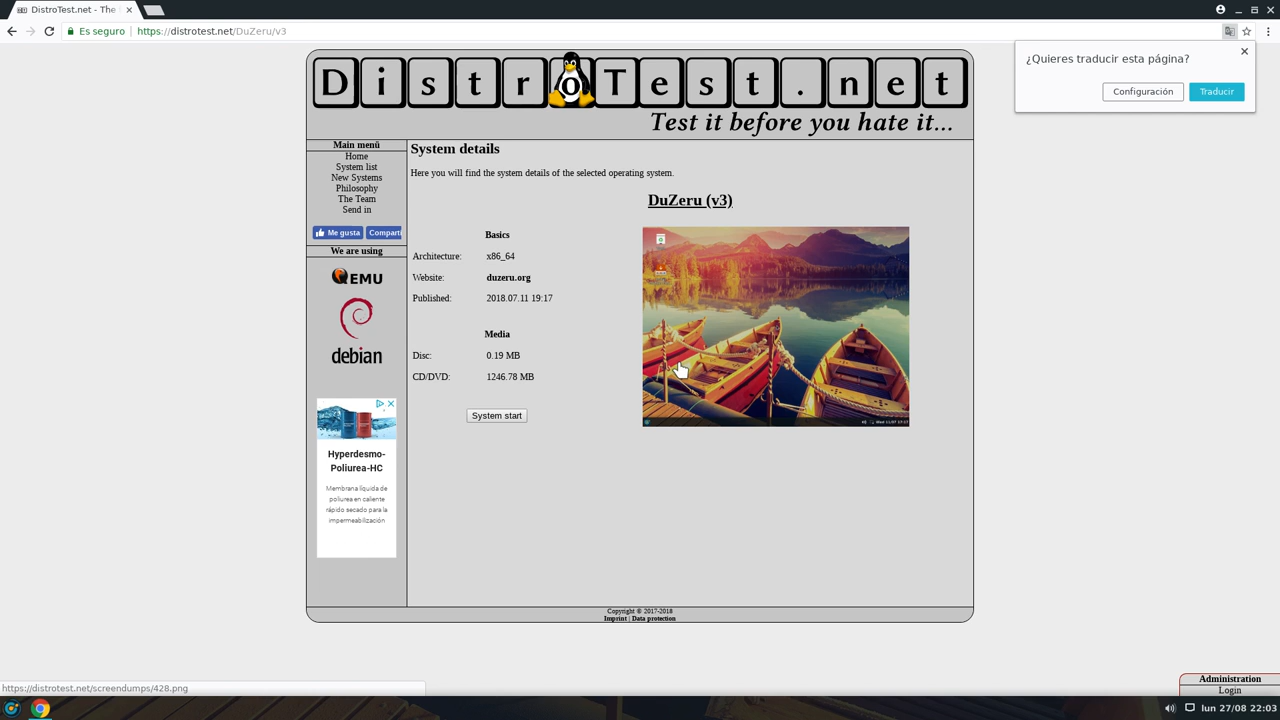 DistroTest.net - The
Es seguro
https://distrotest.net/DuZeru/v3
¿Quieres traducir esta página?
Configuración
Traducir
DistroTest.net
Test it before you hate it...
Main menü
Home
System list
New Systems
Philosophy
The Team
Send in
Me gusta
Comparti
We are using
QEMU
debian
Hyperdesmo-
Poliurea-HC
Membrana líquida de
poliurea en caliente
rápido secado para la
impermeabilización
System details
Here you will find the system details of the selected operating system.
DuZeru (v3)
Basics
Architecture: x86_64
Website: duzeru.org
Published: 2018.07.11 19:17
Media
Disc: 0.19 MB
CD/DVD: 1246.78 MB
System start
Copyright © 2017-2018
Imprint | Data protection
https://distrotest.net/screendumps/428.png
Administration
Login
lun 27/08 22:03